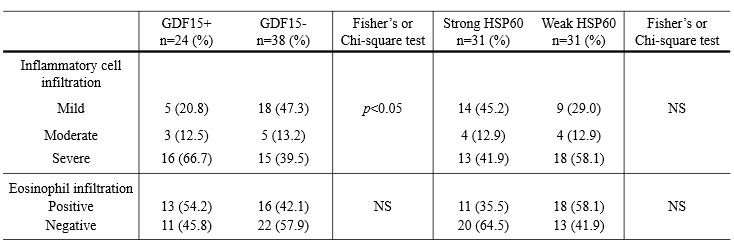 GDF15+ GDF15- Fisher’s or Strong HSP60 Weak HSP60 Fisher’s or
n=24 (%) n=38 (%) Chi-square test n=31 (%) n=31 (%) Chi-square test
Inflammatory cell
infiltration
Mild 5 (20.8) 18 (47.3) p<0.05 14 (45.2) 9 (29.0) NS
Moderate 3 (12.5) 5 (13.2) 4 (12.9) 4 (12.9)
Severe 16 (66.7) 15 (39.5) 13 (41.9) 18 (58.1)
Eosinophil infiltration
Positive 13 (54.2) 16 (42.1) NS 11 (35.5) 18 (58.1) NS
Negative 11 (45.8) 22 (57.9) 20 (64.5) 13 (41.9)